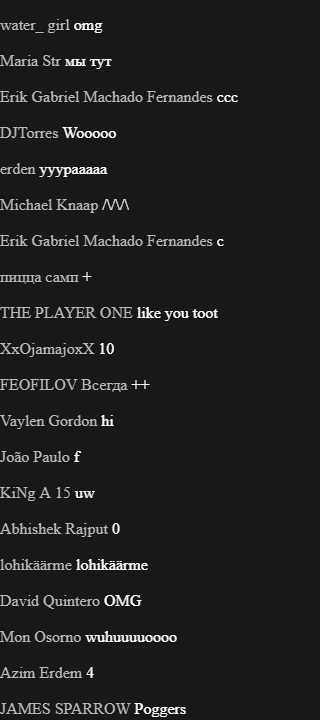 water_ girl omg
Maria Str мы тут
Erik Gabriel Machado Fernandes ccc
DJTorres Wooooo
erden yyypaaaaa
Michael Knaap /\/\/\
Erik Gabriel Machado Fernandes c
пицца самп +
THE PLAYER ONE like you toot
XxOjamajoxX 10
FEOFILOV Всегда ++
Vaylen Gordon hi
João Paulo f
KiNg A 15 uw
Abhishek Rajput 0
lohikäärme lohikäärme
David Quintero OMG
Mon Osorno wuhuuuuoooo
Azim Erdem 4
JAMES SPARROW Poggers